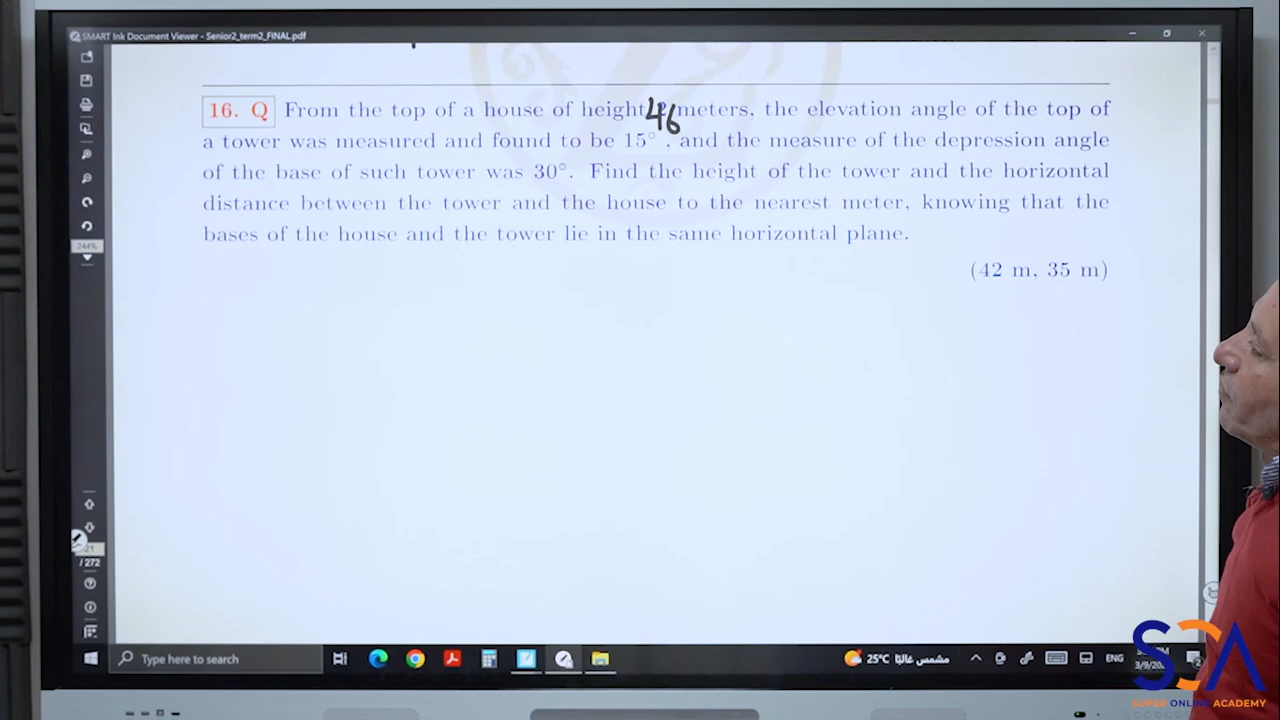 SMART Ink Document Viewer - Senior2_term2_FINAL.pdf
16. Q From the top of a house of height 46 meters, the elevation angle of the top of
a tower was measured and found to be 15° , and the measure of the depression angle
of the base of such tower was 30°. Find the height of the tower and the horizontal
distance between the tower and the house to the nearest meter, knowing that the
bases of the house and the tower lie in the same horizontal plane.
(42 m, 35 m)
244%
21
/ 272
Type here to search
25°C مشمس غالبًا
ENG
SOA
SUPER ONLINE ACADEMY